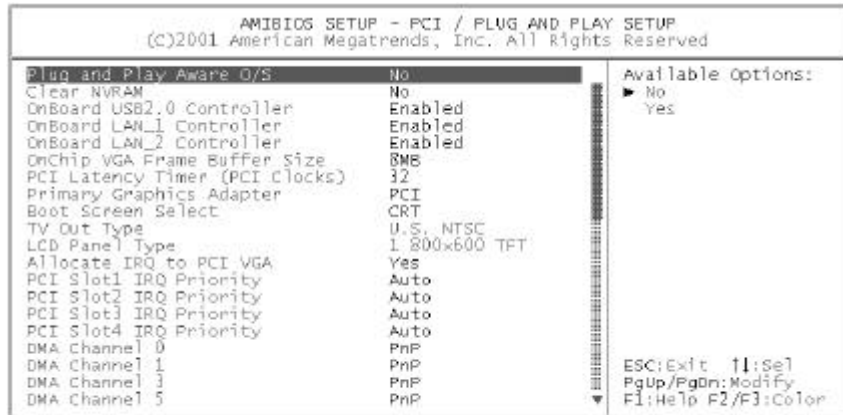 AMIBIOS SETUP - PCI / PLUG AND PLAY SETUP
(C)2001 American Megatrends, Inc. All Rights Reserved
Plug and Play Aware O/S No
Clear NVRAM No
OnBoard USB2.0 Controller Enabled
OnBoard LAN_1 Controller Enabled
OnBoard LAN_2 Controller Enabled
OnChip VGA Frame Buffer Size 8MB
PCI Latency Timer (PCI Clocks) 32
Primary Graphics Adapter PCI
Boot Screen Select CRT
TV Out Type U.S. NTSC
LCD Panel Type 1 800x600 TFT
Allocate IRQ to PCI VGA Yes
PCI Slot1 IRQ Priority Auto
PCI Slot2 IRQ Priority Auto
PCI Slot3 IRQ Priority Auto
PCI Slot4 IRQ Priority Auto
DMA Channel 0 PnP
DMA Channel 1 PnP
DMA Channel 3 PnP
DMA Channel 5 PnP
Available Options:
► No
Yes
ESC:Exit ↑↓:Sel
PgUp/PgDn:Modify
F1:Help F2/F3:Color